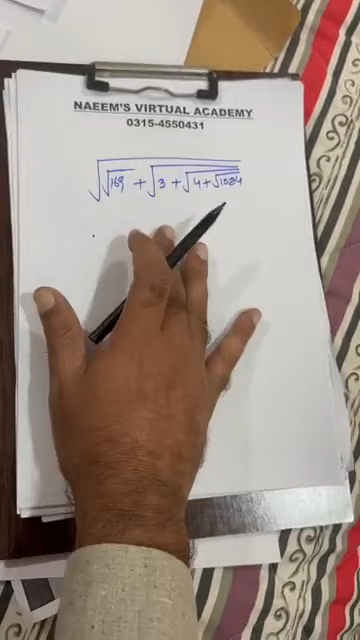 NAEEM'S VIRTUAL ACADEMY
0315-4550431
√(√169 + √(3 + √(4 + √1024)))